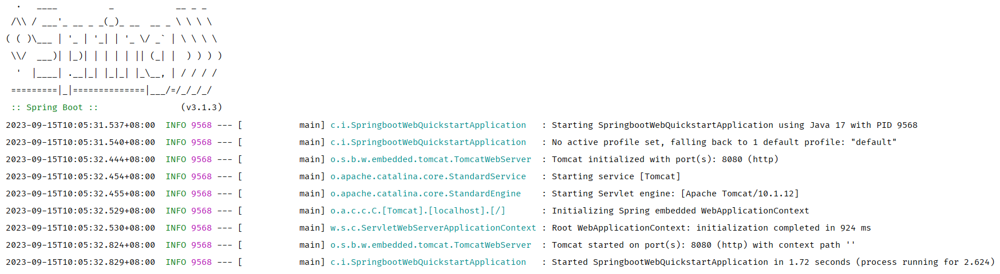 .   ____          _            __ _ _
 /\\ / ___'_ __ _ _(_)_ __  __ _ \ \ \ \
( ( )\___ | '_ | '_| | '_ \/ _` | \ \ \ \
 \\/  ___)| |_)| | | | | || (_| |  ) ) ) )
  '  |____| .__|_| |_|_| |_\__, | / / / /
 =========|_|==============|___/=/_/_/_/
 :: Spring Boot ::                (v3.1.3)
2023-09-15T10:05:31.537+08:00  INFO 9568 --- [           main] c.i.SpringbootWebQuickstartApplication   : Starting SpringbootWebQuickstartApplication using Java 17 with PID 9568
2023-09-15T10:05:31.540+08:00  INFO 9568 --- [           main] c.i.SpringbootWebQuickstartApplication   : No active profile set, falling back to 1 default profile: "default"
2023-09-15T10:05:32.444+08:00  INFO 9568 --- [           main] o.s.b.w.embedded.tomcat.TomcatWebServer  : Tomcat initialized with port(s): 8080 (http)
2023-09-15T10:05:32.454+08:00  INFO 9568 --- [           main] o.apache.catalina.core.StandardService   : Starting service [Tomcat]
2023-09-15T10:05:32.455+08:00  INFO 9568 --- [           main] o.apache.catalina.core.StandardEngine    : Starting Servlet engine: [Apache Tomcat/10.1.12]
2023-09-15T10:05:32.529+08:00  INFO 9568 --- [           main] o.a.c.c.C.[Tomcat].[localhost].[/]       : Initializing Spring embedded WebApplicationContext
2023-09-15T10:05:32.530+08:00  INFO 9568 --- [           main] w.s.c.ServletWebServerApplicationContext : Root WebApplicationContext: initialization completed in 924 ms
2023-09-15T10:05:32.824+08:00  INFO 9568 --- [           main] o.s.b.w.embedded.tomcat.TomcatWebServer  : Tomcat started on port(s): 8080 (http) with context path ''
2023-09-15T10:05:32.829+08:00  INFO 9568 --- [           main] c.i.SpringbootWebQuickstartApplication   : Started SpringbootWebQuickstartApplication in 1.72 seconds (process running for 2.624)